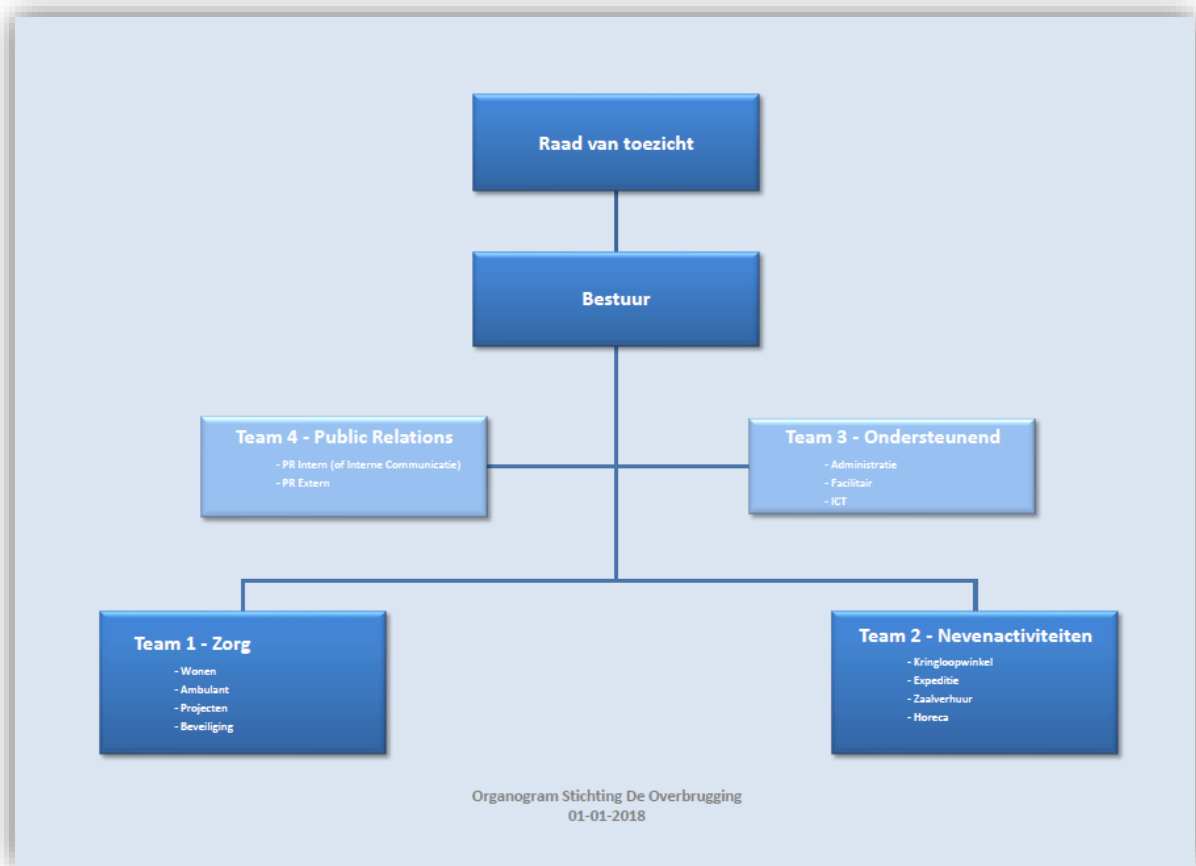 Raad van toezicht
Bestuur
Team 4 - Public Relations
- PR Intern (of Interne Communicatie)
- PR Extern
Team 3 - Ondersteunend
- Administratie
- Facilitair
- ICT
Team 1 - Zorg
- Wonen
- Ambulant
- Projecten
- Beveiliging
Team 2 - Nevenactiviteiten
- Kringloopwinkel
- Expeditie
- Zaalverhuur
- Horeca
Organogram Stichting De Overbrugging
01-01-2018